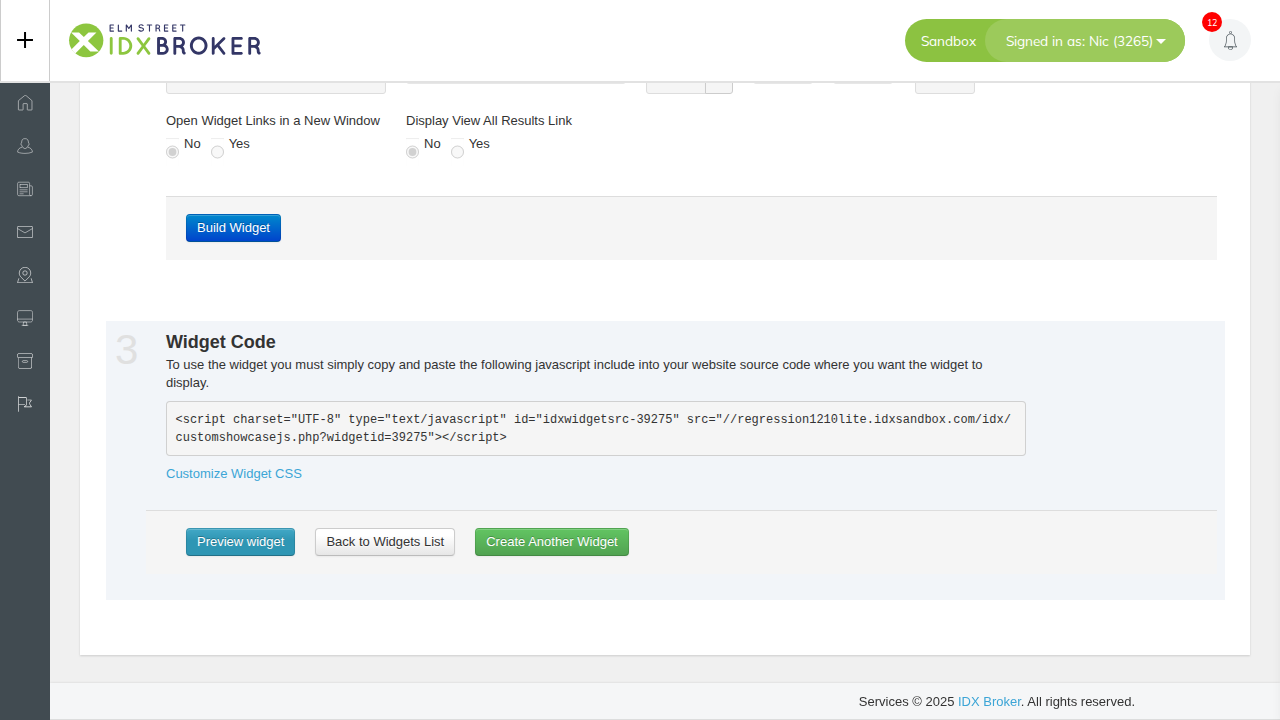 ELM STREET
IDXBROKER
Sandbox
Signed in as: Nic (3265)
12
Open Widget Links in a New Window
No
Yes
Display View All Results Link
No
Yes
Build Widget
3
Widget Code
To use the widget you must simply copy and paste the following javascript include into your website source code where you want the widget to
display.
<script charset="UTF-8" type="text/javascript" id="idxwidgetsrc-39275" src="//regression1210lite.idxsandbox.com/idx/
customshowcasejs.php?widgetid=39275"></script>
Customize Widget CSS
Preview widget
Back to Widgets List
Create Another Widget
Services © 2025 IDX Broker. All rights reserved.